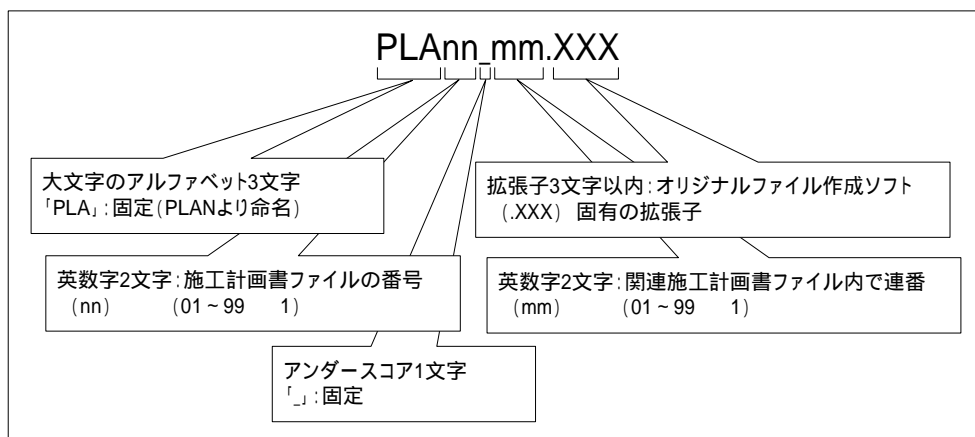 PLAnn_mm.XXX
大文字のアルファベット3文字
「PLA」:固定(PLANより命名)
拡張子3文字以内:オリジナルファイル作成ソフト
(.XXX) 固有の拡張子
英数字2文字:施工計画書ファイルの番号
(nn) (01~99 1)
英数字2文字:関連施工計画書ファイル内で連番
(mm) (01~99 1)
アンダースコア1文字
「_」:固定